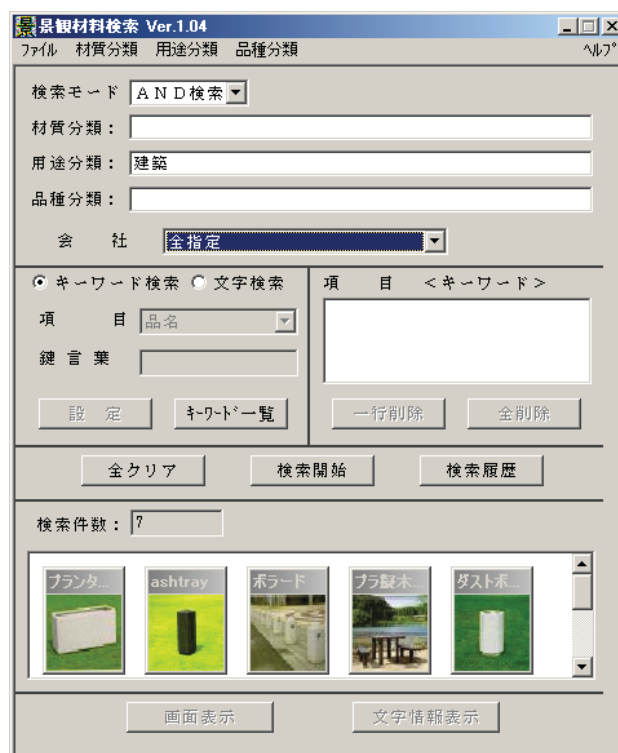 景観材料検索 Ver.1.04
ファイル 材質分類 用途分類 品種分類 ヘルプ
検索モード AND検索
材質分類：
用途分類： 建築
品種分類：
会 社 全指定
キーワード検索 文字検索
項 目 品名
鍵言葉
設 定 キーワード一覧
項 目 <キーワード>
一行削除 全削除
全クリア 検索開始 検索履歴
検索件数： 7
プランタ... ashtray ボラード プラ擬木... ダストボ...
画面表示 文字情報表示